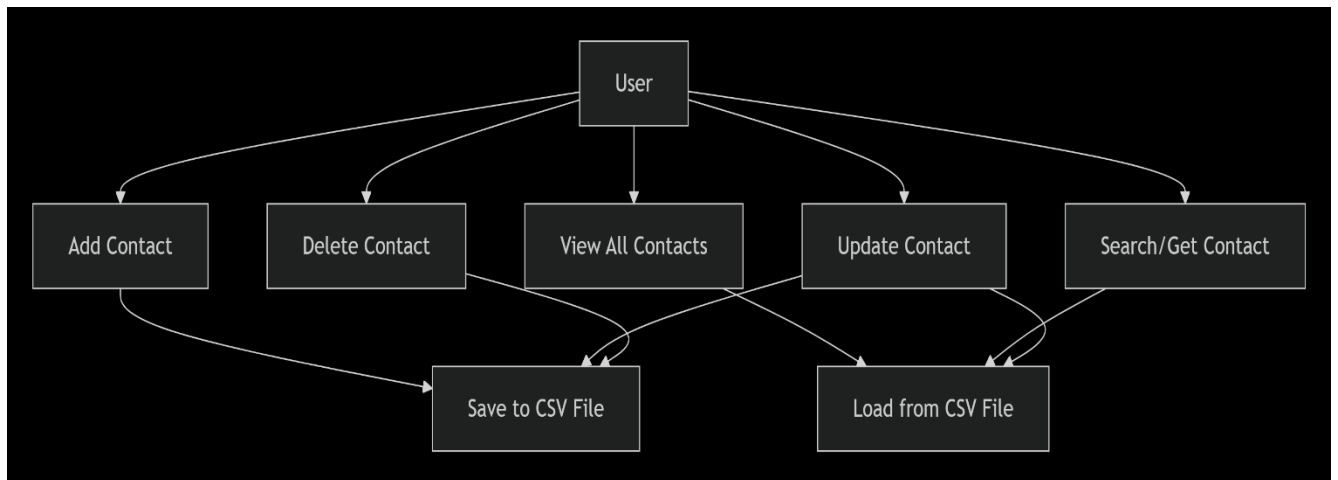 User
Add Contact
Delete Contact
View All Contacts
Update Contact
Search/Get Contact
Save to CSV File
Load from CSV File